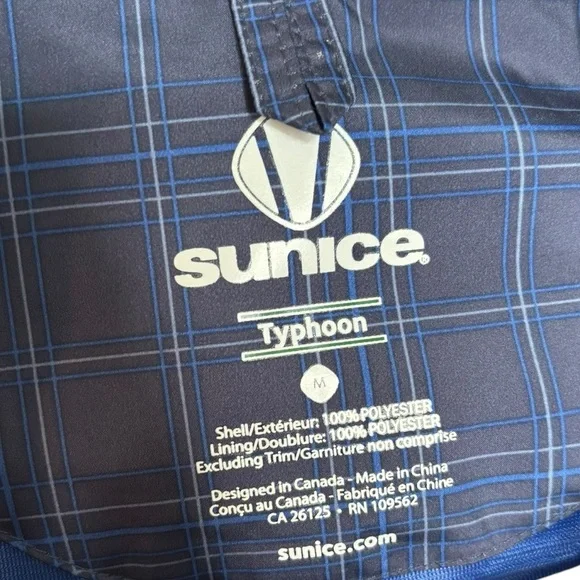 sunice®
Typhoon
M
Shell/Extérieur: 100% POLYESTER
Lining/Doublure: 100% POLYESTER
Excluding Trim/Garniture non comprise
Designed in Canada - Made in China
Conçu au Canada - Fabriqué en Chine
CA 26125 • RN 109562
sunice.com